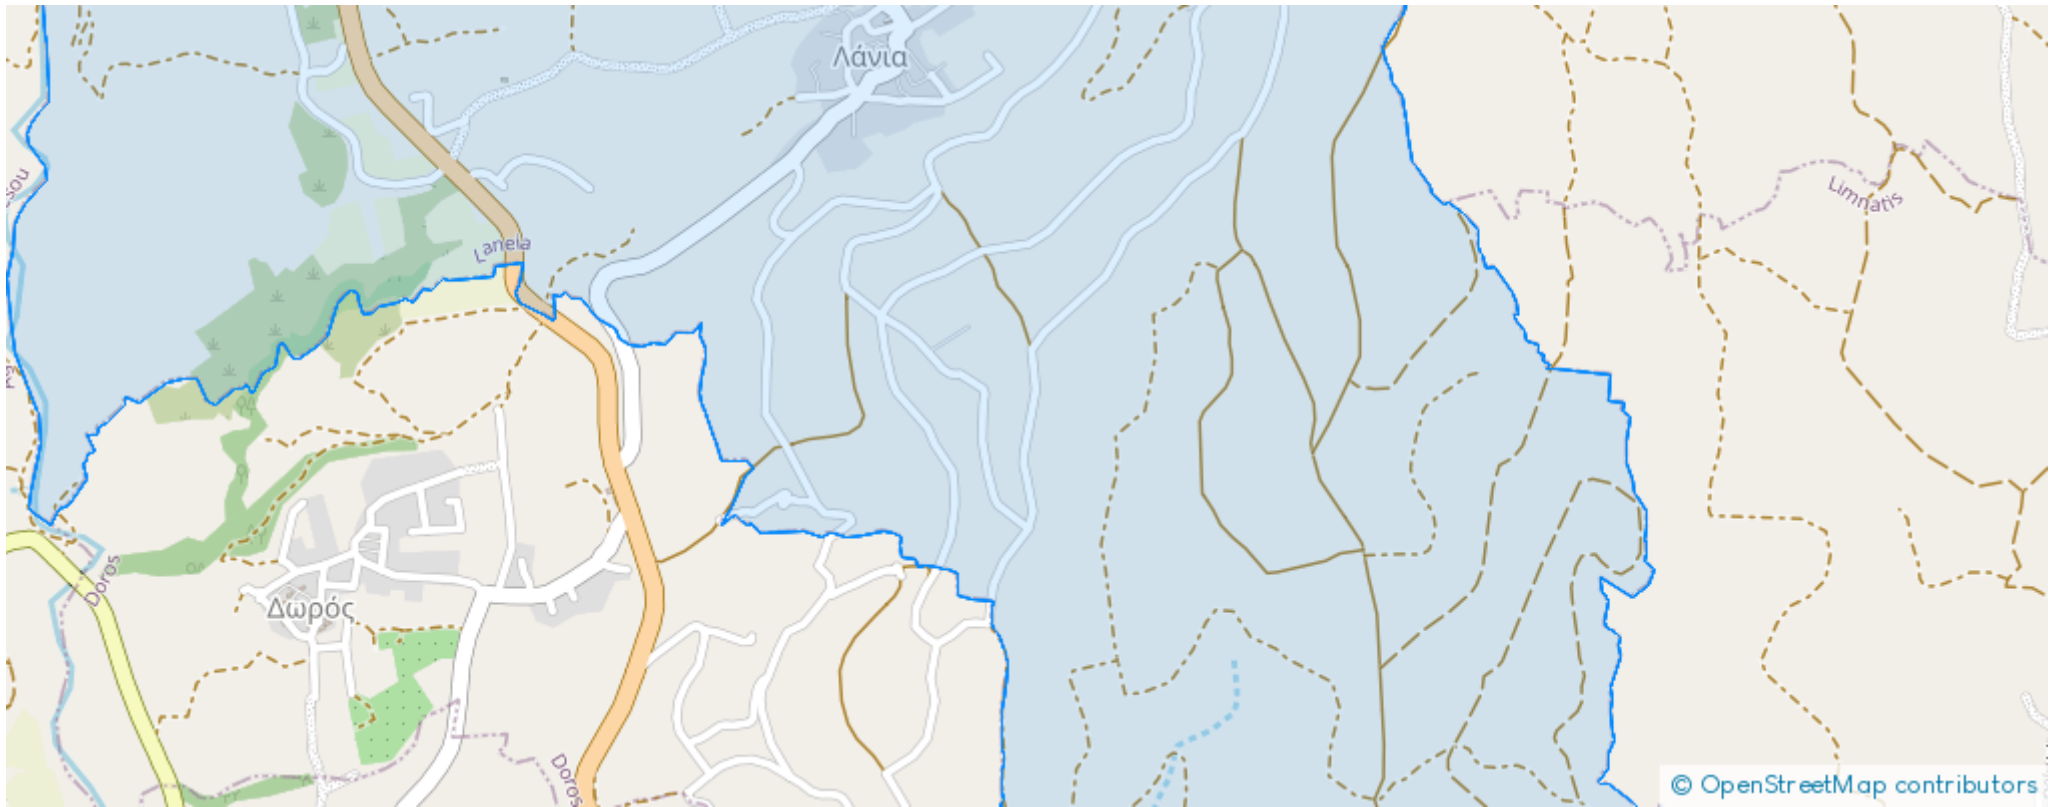 Λάνια
Limnatis
Lanela
Doros
Δωρός
Doros
© OpenStreetMap contributors